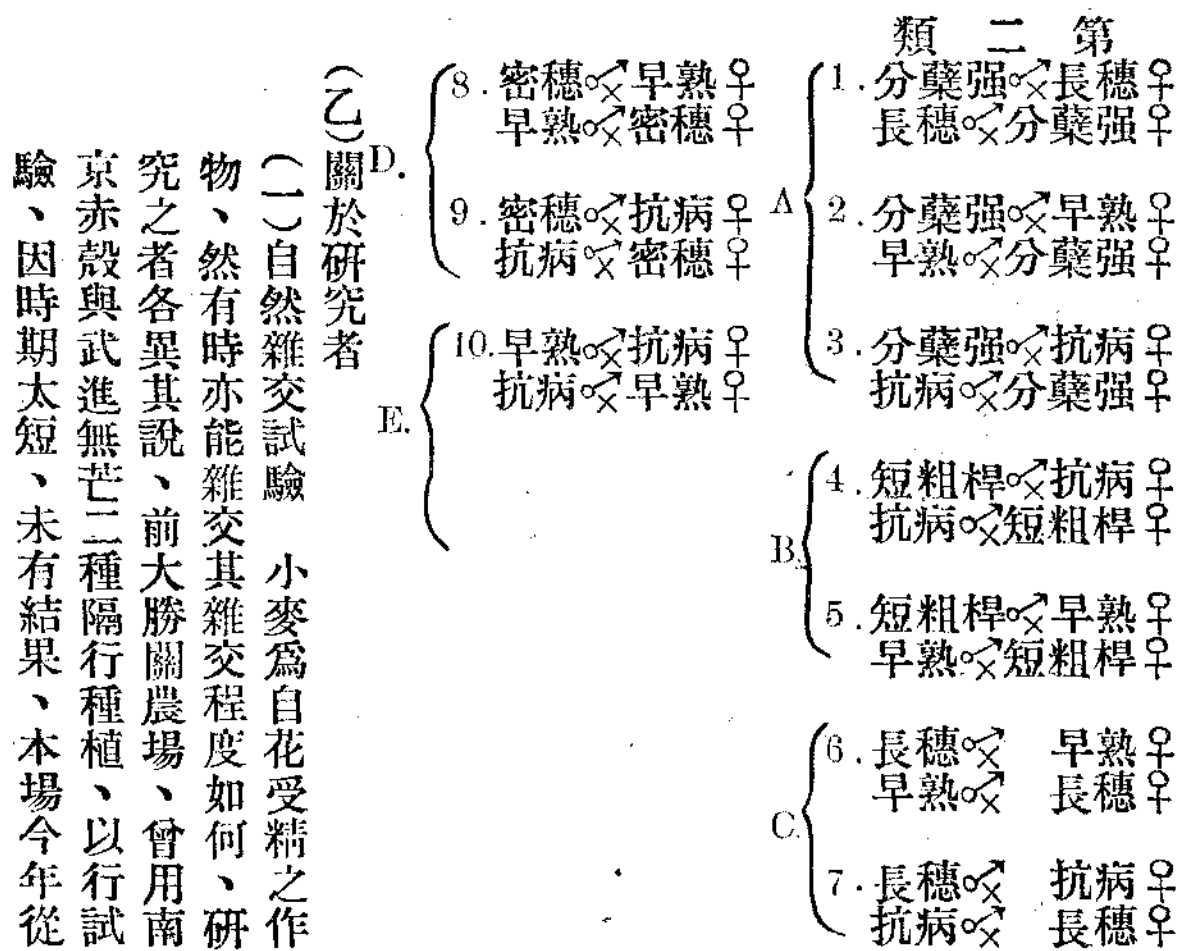 第二類
A
1. 分蘖强♂×長穗♀
長穗♂×分蘖强♀
2. 分蘖强♂×早熟♀
早熟♂×分蘖强♀
3. 分蘖强♂×抗病♀
抗病♂×分蘖强♀
B.
4. 短粗桿♂×抗病♀
抗病♂×短粗桿♀
5. 短粗桿♂×早熟♀
早熟♂×短粗桿♀
C.
6. 長穗♂× 早熟♀
早熟♂× 長穗♀
7. 長穗♂× 抗病♀
抗病♂× 長穗♀
D.
8. 密穗♂×早熟♀
早熟♂×密穗♀
9. 密穗♂×抗病♀
抗病♂×密穗♀
E.
10. 早熟♂×抗病♀
抗病♂×早熟♀
(乙)關於研究者
(一)自然雜交試驗　小麥爲自花受精之作
物、然有時亦能雜交其雜交程度如何、研
究之者各異其說、前大勝關農場、曾用南
京赤殼與武進無芒二種隔行種植、以行試
驗、因時期太短、未有結果、本場今年從